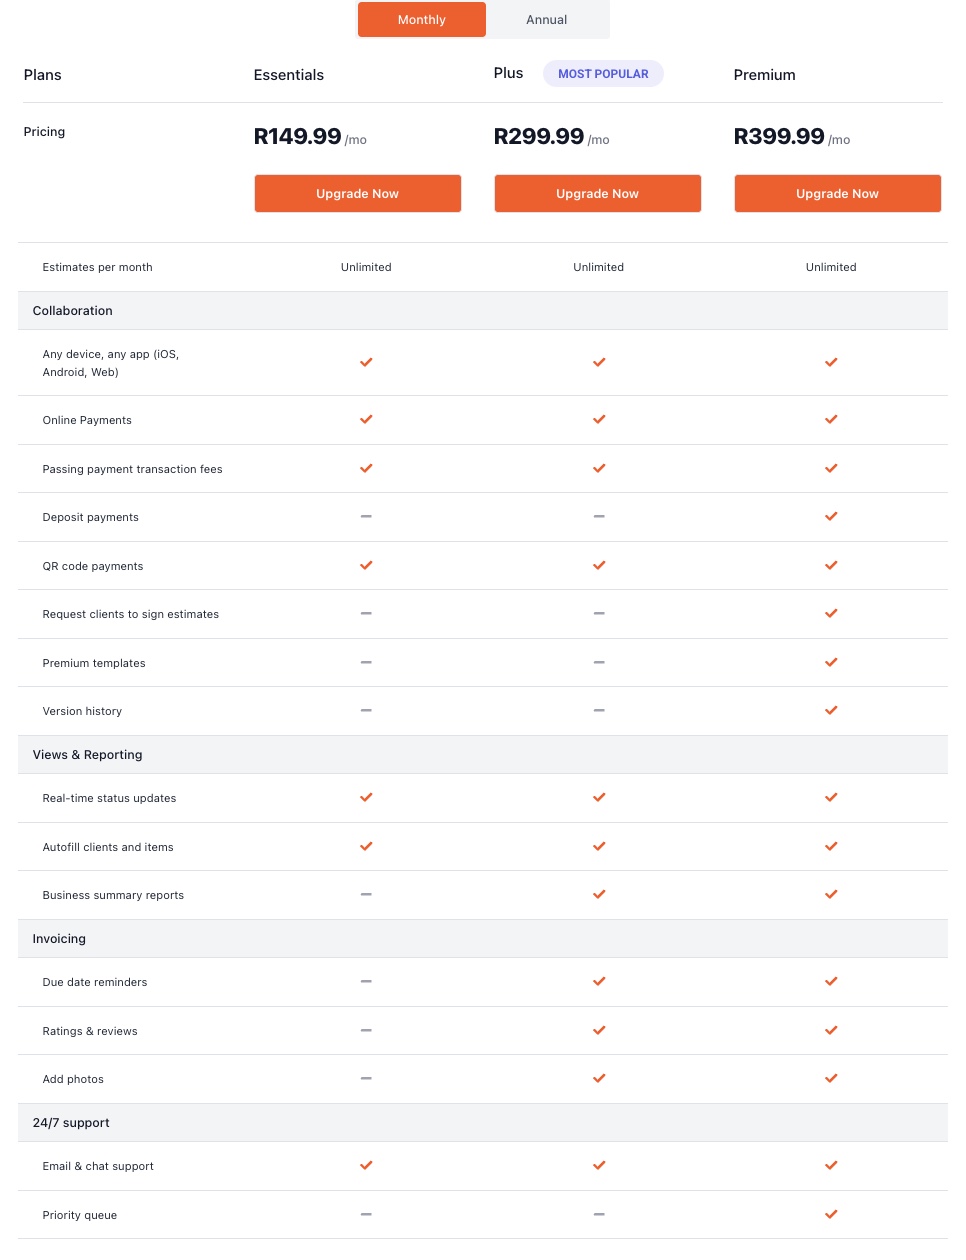 Monthly Annual
Plans Essentials Plus MOST POPULAR Premium
Pricing R149.99 /mo R299.99 /mo R399.99 /mo
Upgrade Now Upgrade Now Upgrade Now
Estimates per month Unlimited Unlimited Unlimited
Collaboration
Any device, any app (iOS,
Android, Web)
Online Payments
Passing payment transaction fees
Deposit payments
QR code payments
Request clients to sign estimates
Premium templates
Version history
Views & Reporting
Real-time status updates
Autofill clients and items
Business summary reports
Invoicing
Due date reminders
Ratings & reviews
Add photos
24/7 support
Email & chat support
Priority queue